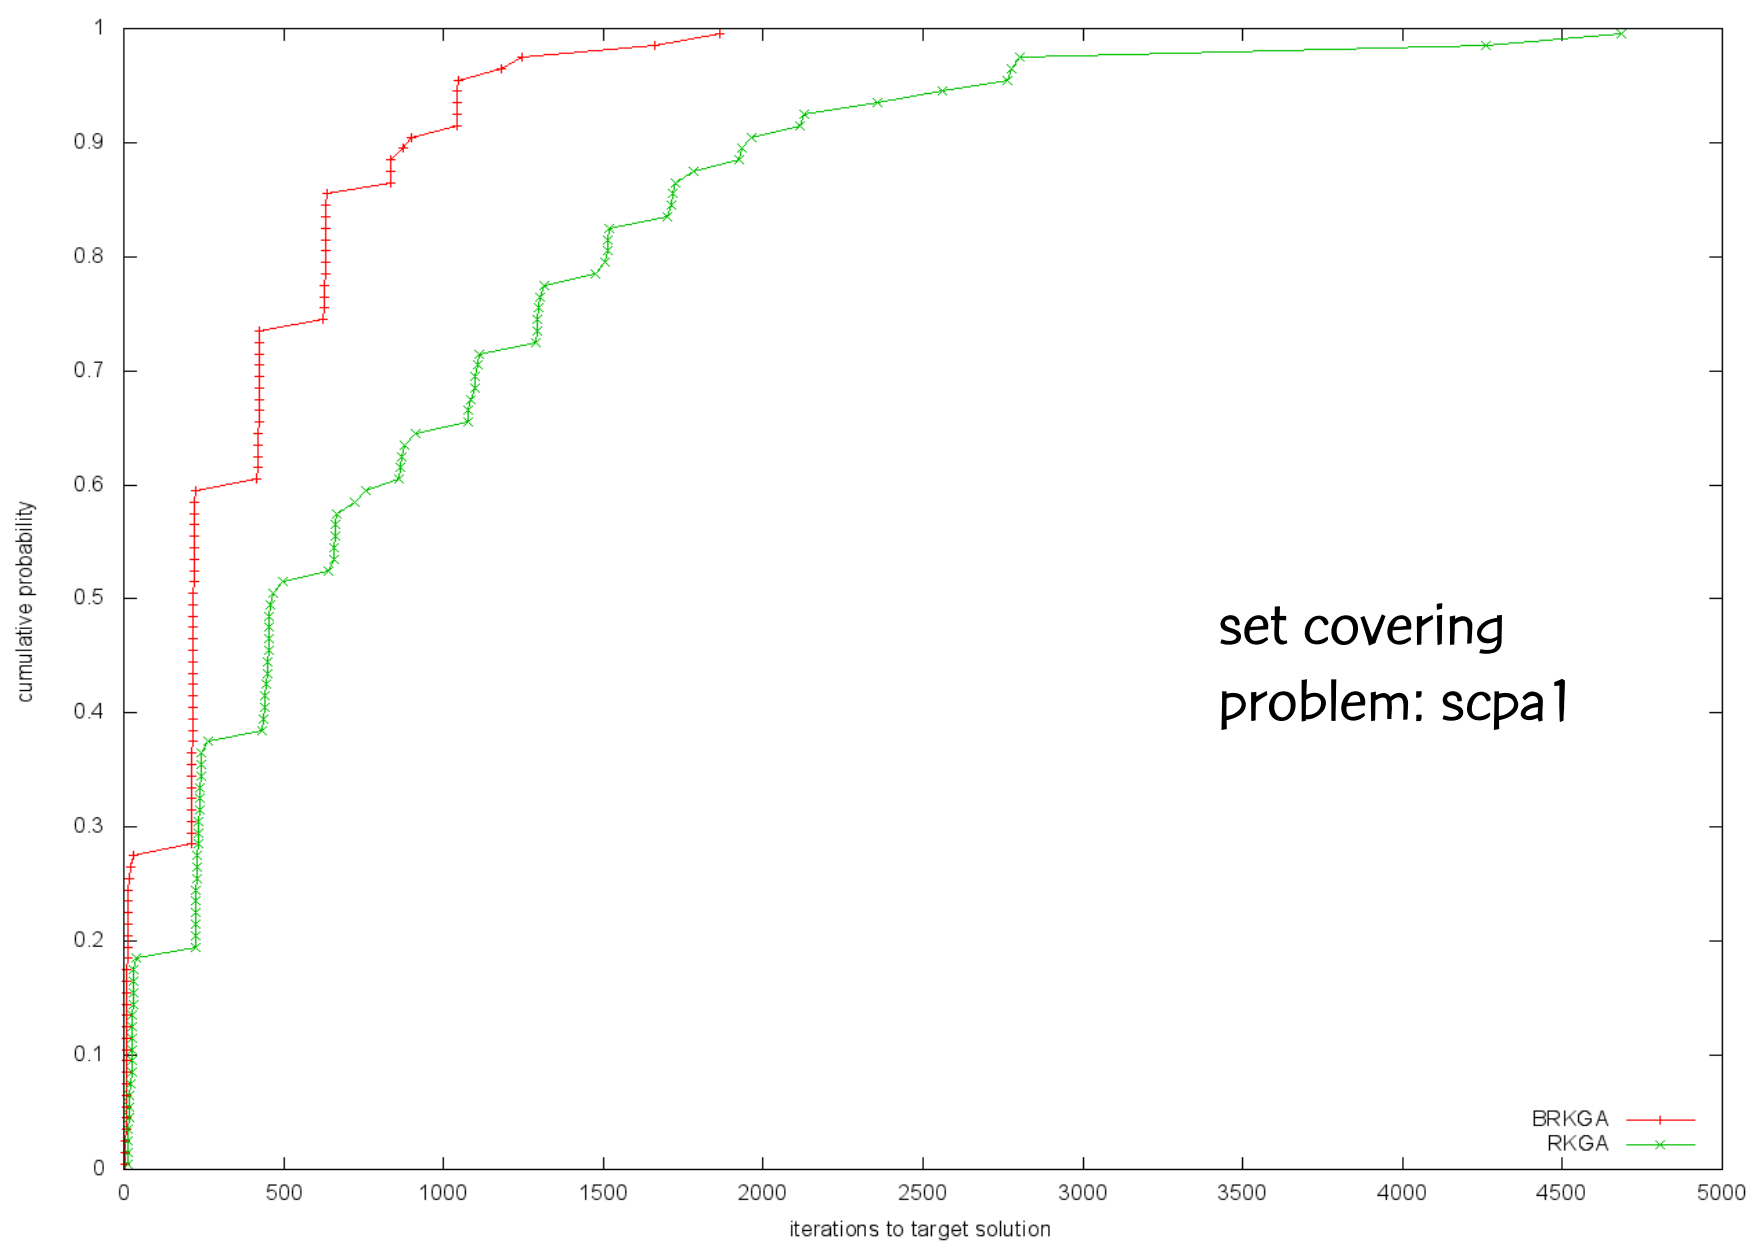 1
0.9
0.8
0.7
0.6
0.5
0.4
0.3
0.2
0.1
0
cumulative probability
set covering
problem: scpa1
BRKGA
RKGA
0 500 1000 1500 2000 2500 3000 3500 4000 4500 5000
iterations to target solution